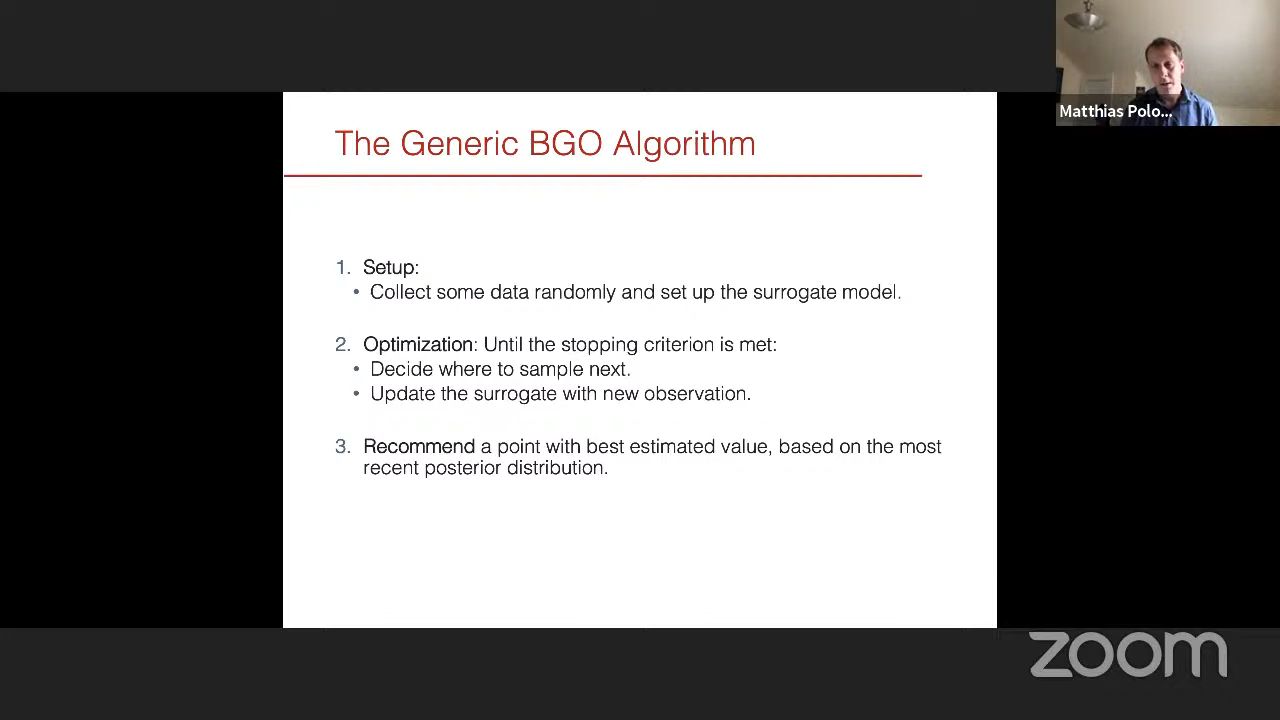 Matthias Polo...
The Generic BGO Algorithm
1. Setup:
• Collect some data randomly and set up the surrogate model.
2. Optimization: Until the stopping criterion is met:
• Decide where to sample next.
• Update the surrogate with new observation.
3. Recommend a point with best estimated value, based on the most
recent posterior distribution.
zoom